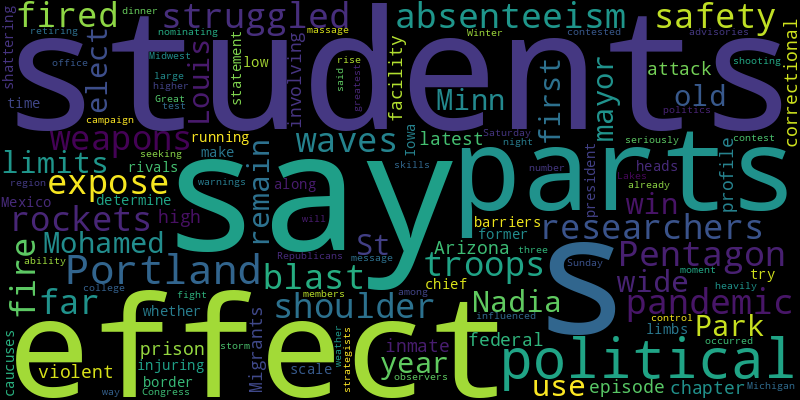 students
say
effect
parts
S
political
fired
struggled
absenteeism
safety
shattering
retiring
dinner
nominating
massage
Winter
contested
advisories
office
Midwest
low
rise
shooting
time
large
higher
said
greatest
attack
elect
Louis
statement
involving
facility
Minn
first
mayor
old
correctional
Great
test
campaign
politics
weapons
running
waves
Iowa
latest
Saturday
night
seriously
contest
limits
seeking
rivals
make
remain
skills
number
president
heads
profile
already
region
warnings
along
Lakes
expose
determine
Mexico
rockets
high
will
St
barriers
former
win
researchers
Mohamed
Republicans
message
Arizona
three
Pentagon
fire
ability
Portland
blast
troops
chief
Sunday
wide
moment
try
heavily
far
college
fight
members
among
shoulder
Nadia
pandemic
whether
Migrants
influenced
control
limbs
Park
occurred
caucuses
prison
storm
weather
strategists
inmate
federal
violent
injuring
scale
observers
year
border
Congress
way
use
episode
chapter
Michigan